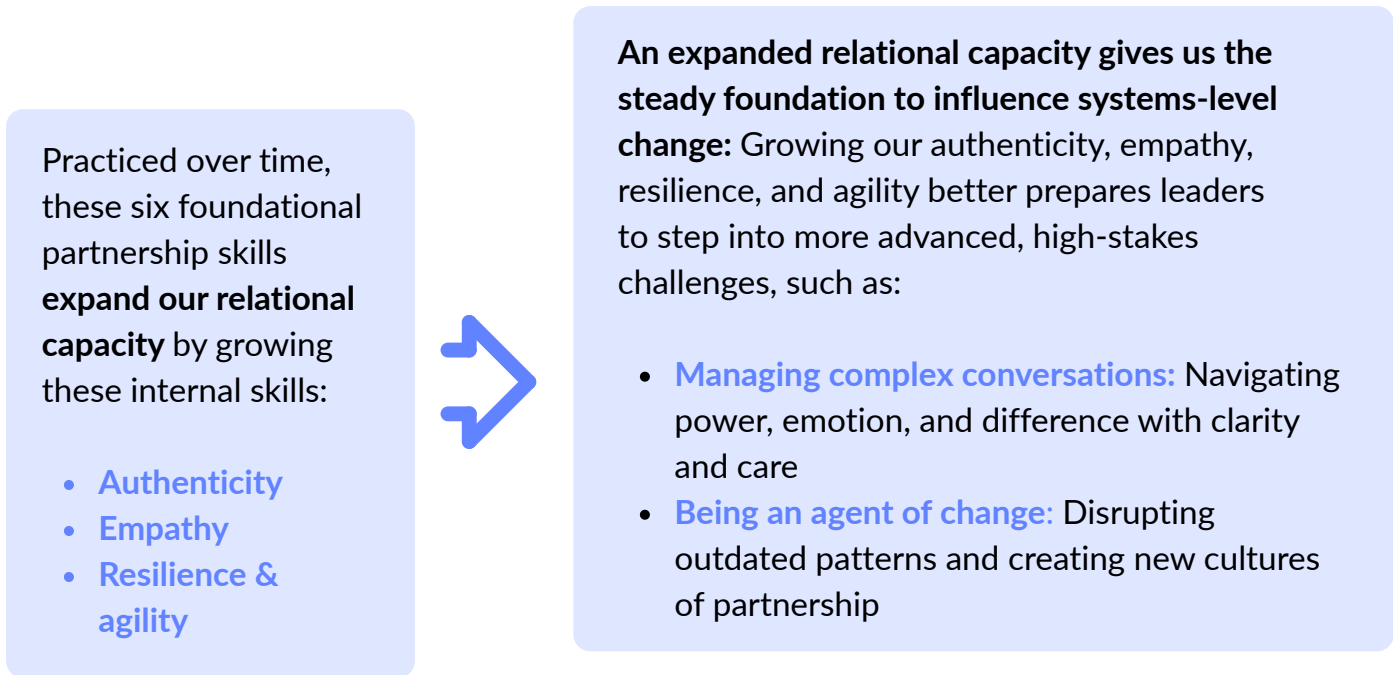 Practiced over time,
these six foundational
partnership skills
expand our relational
capacity by growing
these internal skills:
• Authenticity
• Empathy
• Resilience &
agility
An expanded relational capacity gives us the
steady foundation to influence systems-level
change: Growing our authenticity, empathy,
resilience, and agility better prepares leaders
to step into more advanced, high-stakes
challenges, such as:
• Managing complex conversations: Navigating
power, emotion, and difference with clarity
and care
• Being an agent of change: Disrupting
outdated patterns and creating new cultures
of partnership